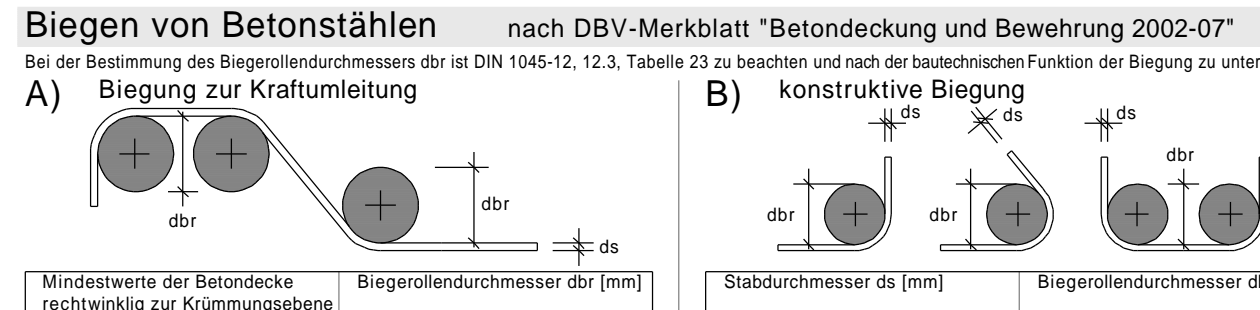 Biegen von Betonstählen nach DBV-Merkblatt "Betondeckung und Bewehrung 2002-07"
Bei der Bestimmung des Biegerollendurchmessers dbr ist DIN 1045-12, 12.3, Tabelle 23 zu beachten und nach der bautechnischen Funktion der Biegung zu unter
A) Biegung zur Kraftumleitung
dbr
dbr
ds
Mindestwerte der Betondecke
rechtwinklig zur Krümmungsebene
Biegerollendurchmesser dbr [mm]
B) konstruktive Biegung
ds
ds
ds
dbr
dbr
dbr
Stabdurchmesser ds [mm]
Biegerollendurchmesser d